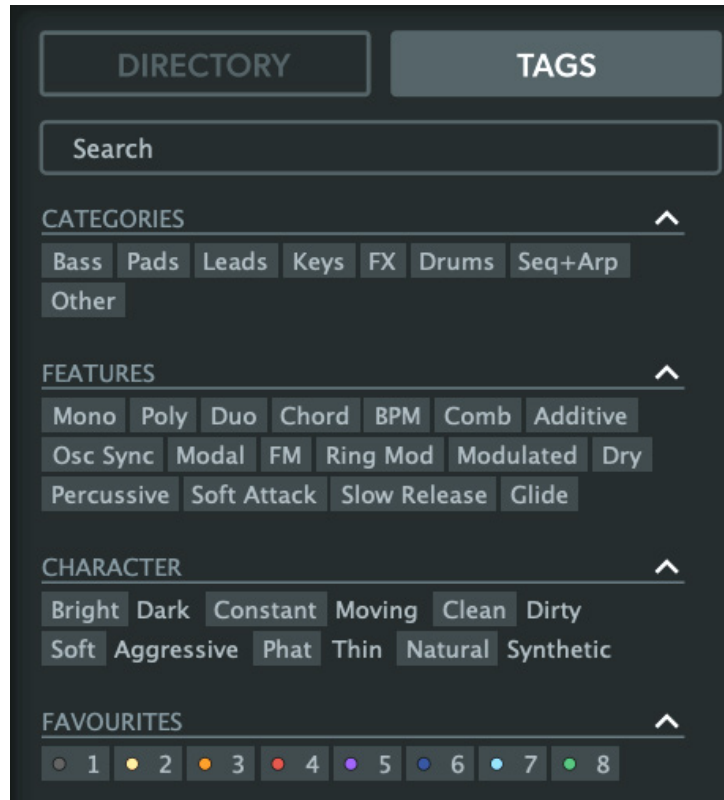 DIRECTORY TAGS
Search
CATEGORIES
Bass Pads Leads Keys FX Drums Seq+Arp
Other
FEATURES
Mono Poly Duo Chord BPM Comb Additive
Osc Sync Modal FM Ring Mod Modulated Dry
Percussive Soft Attack Slow Release Glide
CHARACTER
Bright Dark Constant Moving Clean Dirty
Soft Aggressive Phat Thin Natural Synthetic
FAVOURITES
1 2 3 4 5 6 7 8